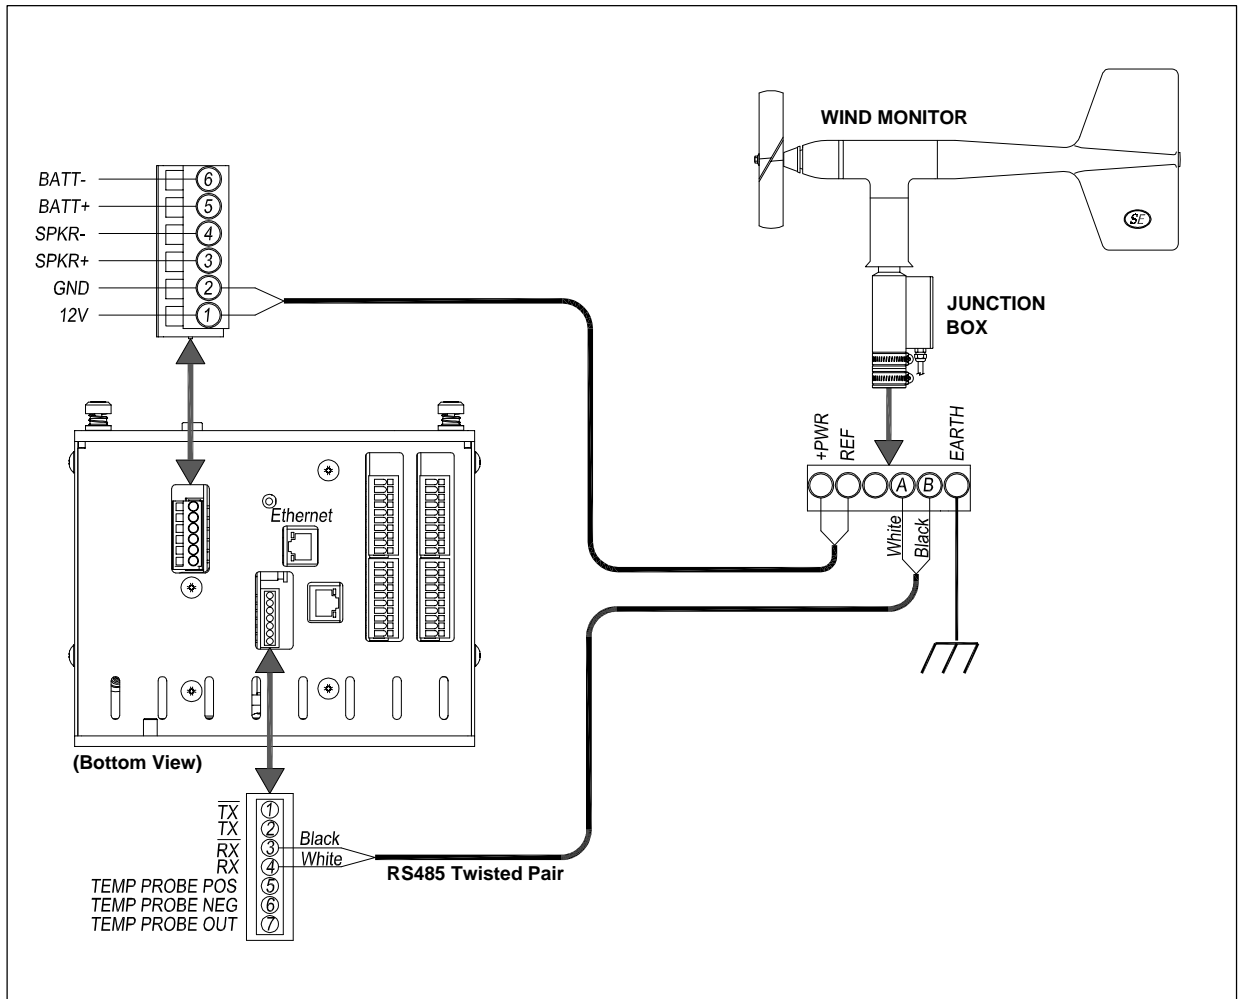 WIND MONITOR
SE
BATT- 6
BATT+ 5
SPKR- 4
SPKR+ 3
GND 2
12V 1
JUNCTION
BOX
+PWR
REF
EARTH
A
B
White
Black
Ethernet
(Bottom View)
T̅X̅ 1
TX 2
R̅X̅ 3 Black
RX 4 White
TEMP PROBE POS 5
TEMP PROBE NEG 6
TEMP PROBE OUT 7
RS485 Twisted Pair